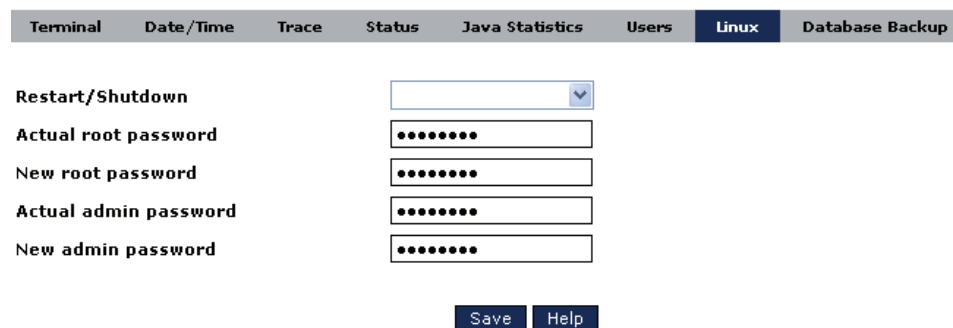 Terminal Date/Time Trace Status Java Statistics Users Linux Database Backup
Restart/Shutdown
Actual root password ●●●●●●●●
New root password ●●●●●●●●
Actual admin password ●●●●●●●●
New admin password ●●●●●●●●
Save Help